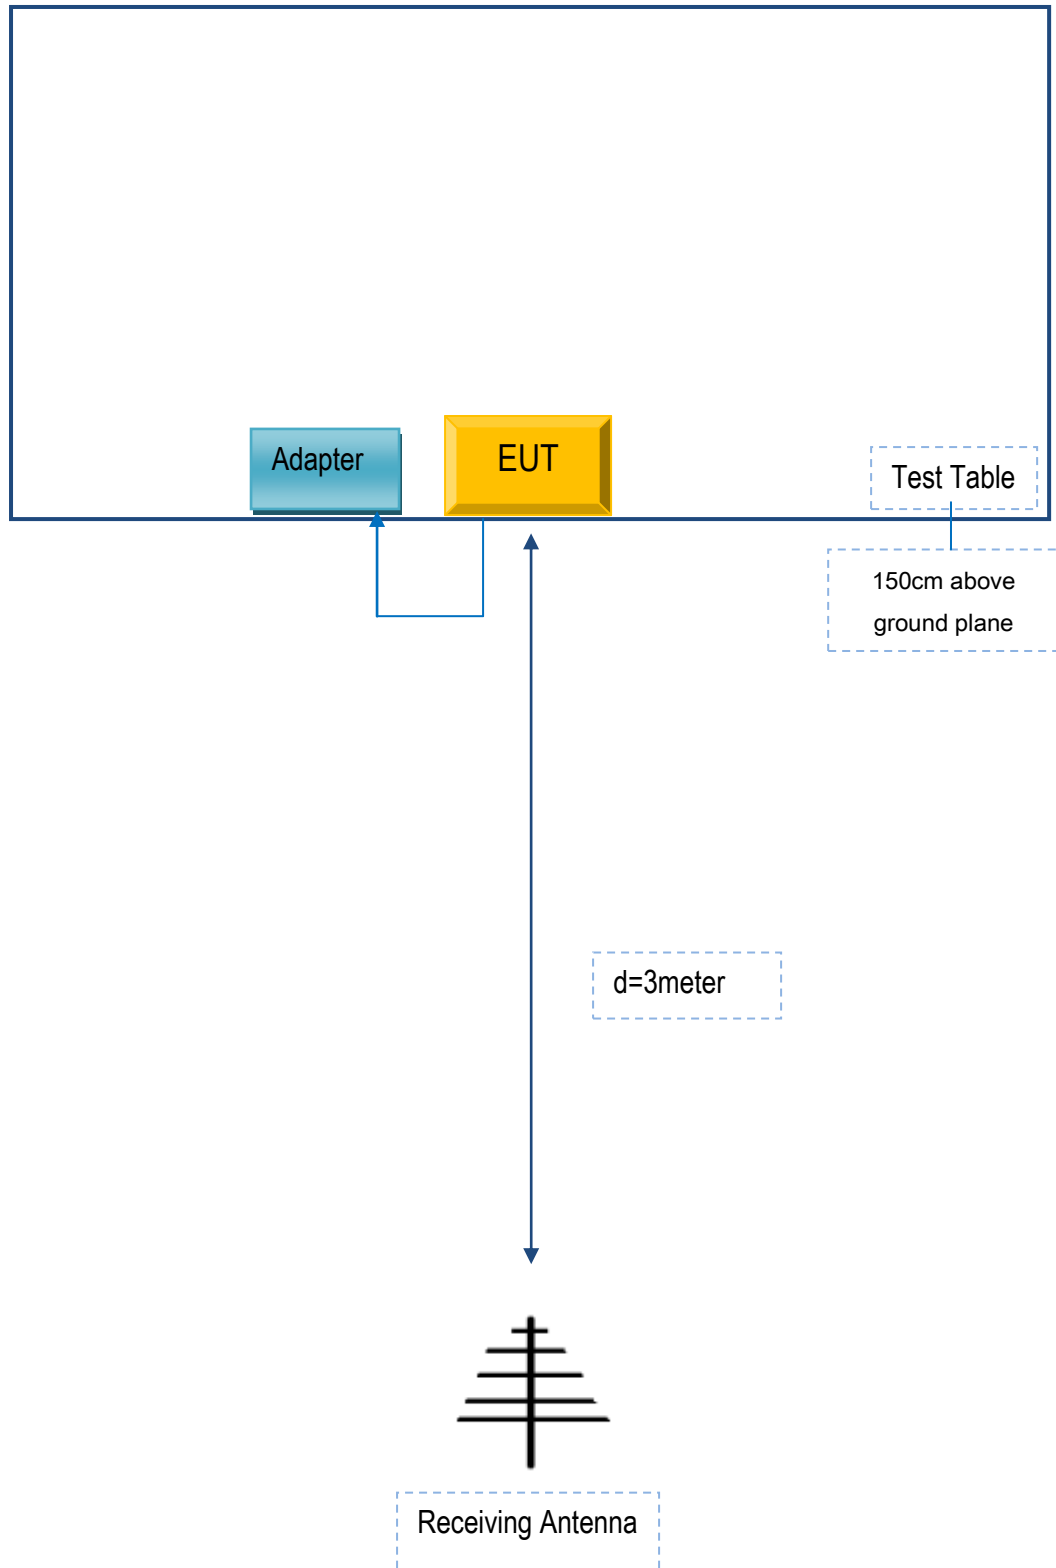 Adapter
EUT
Test Table
150cm above
ground plane
d=3meter
Receiving Antenna